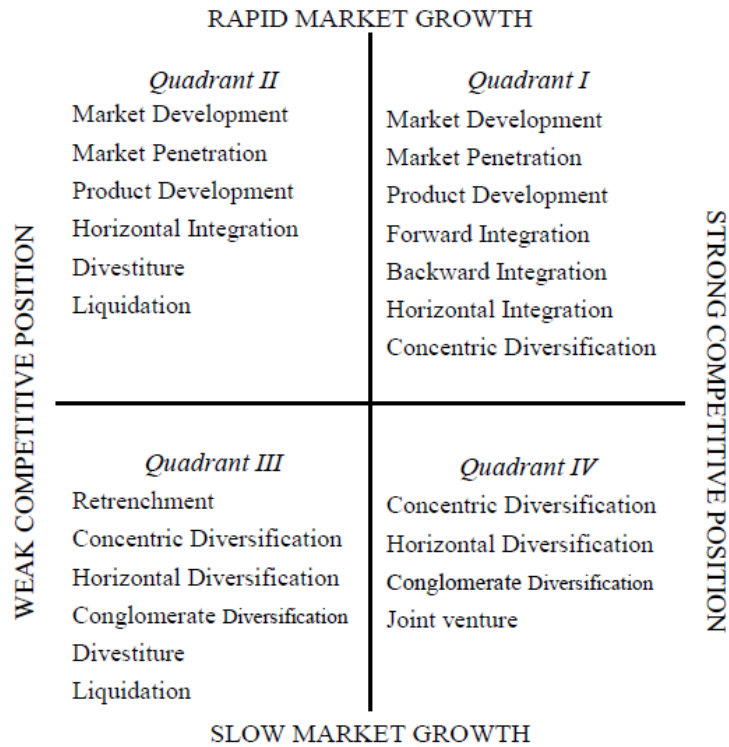 RAPID MARKET GROWTH
Quadrant II
Market Development
Market Penetration
Product Development
Horizontal Integration
Divestiture
Liquidation
Quadrant I
Market Development
Market Penetration
Product Development
Forward Integration
Backward Integration
Horizontal Integration
Concentric Diversification
WEAK COMPETITIVE POSITION
STRONG COMPETITIVE POSITION
Quadrant III
Retrenchment
Concentric Diversification
Horizontal Diversification
Conglomerate Diversification
Divestiture
Liquidation
Quadrant IV
Concentric Diversification
Horizontal Diversification
Conglomerate Diversification
Joint venture
SLOW MARKET GROWTH